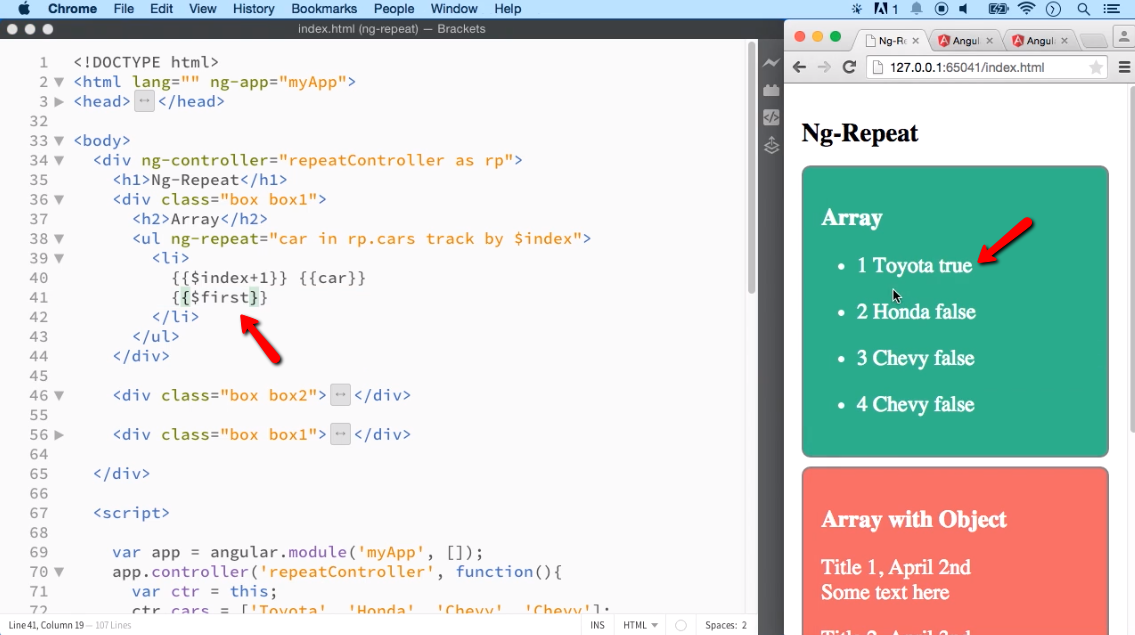 Chrome File Edit View History Bookmarks People Window Help
1
index.html (ng-repeat) — Brackets
1 <!DOCTYPE html>
2 <html lang="" ng-app="myApp">
3 <head></head>
32
33 <body>
34 <div ng-controller="repeatController as rp">
35 <h1>Ng-Repeat</h1>
36 <div class="box box1">
37 <h2>Array</h2>
38 <ul ng-repeat="car in rp.cars track by $index">
39 <li>
40 {{$index+1}} {{car}}
41 {{$first}}
42 </li>
43 </ul>
44 </div>
45
46 <div class="box box2"></div>
55
56 <div class="box box1"></div>
64
65 </div>
66
67 <script>
68
69 var app = angular.module('myApp', []);
70 app.controller('repeatController', function(){
71 var ctr = this;
72 ctr.cars = ['Toyota', 'Honda', 'Chevy', 'Chevy'];
Line 41, Column 19 — 107 Lines
INS HTML Spaces: 2
Ng-Re Angul Angul
127.0.0.1:65041/index.html
Ng-Repeat
Array
• 1 Toyota true
• 2 Honda false
• 3 Chevy false
• 4 Chevy false
Array with Object
Title 1, April 2nd
Some text here